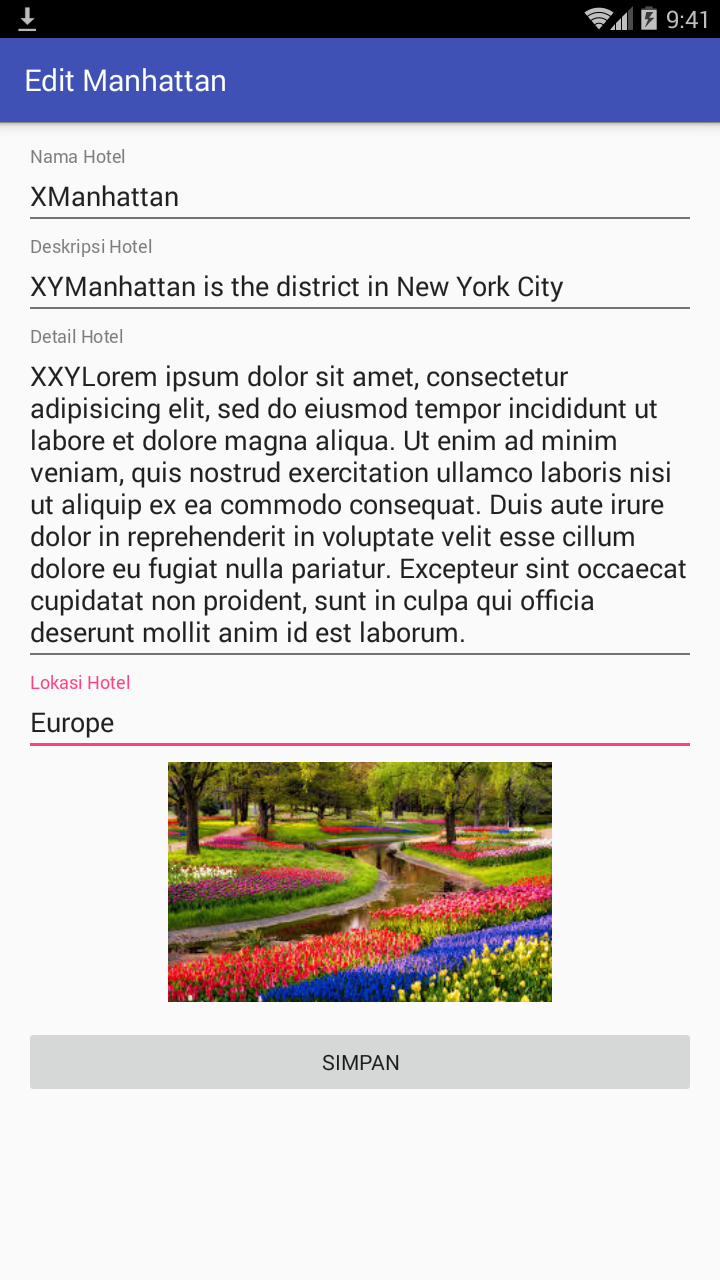 9:41
Edit Manhattan
Nama Hotel
XManhattan
Deskripsi Hotel
XYManhattan is the district in New York City
Detail Hotel
XXYLorem ipsum dolor sit amet, consectetur
adipisicing elit, sed do eiusmod tempor incididunt ut
labore et dolore magna aliqua. Ut enim ad minim
veniam, quis nostrud exercitation ullamco laboris nisi
ut aliquip ex ea commodo consequat. Duis aute irure
dolor in reprehenderit in voluptate velit esse cillum
dolore eu fugiat nulla pariatur. Excepteur sint occaecat
cupidatat non proident, sunt in culpa qui officia
deserunt mollit anim id est laborum.
Lokasi Hotel
Europe
SIMPAN